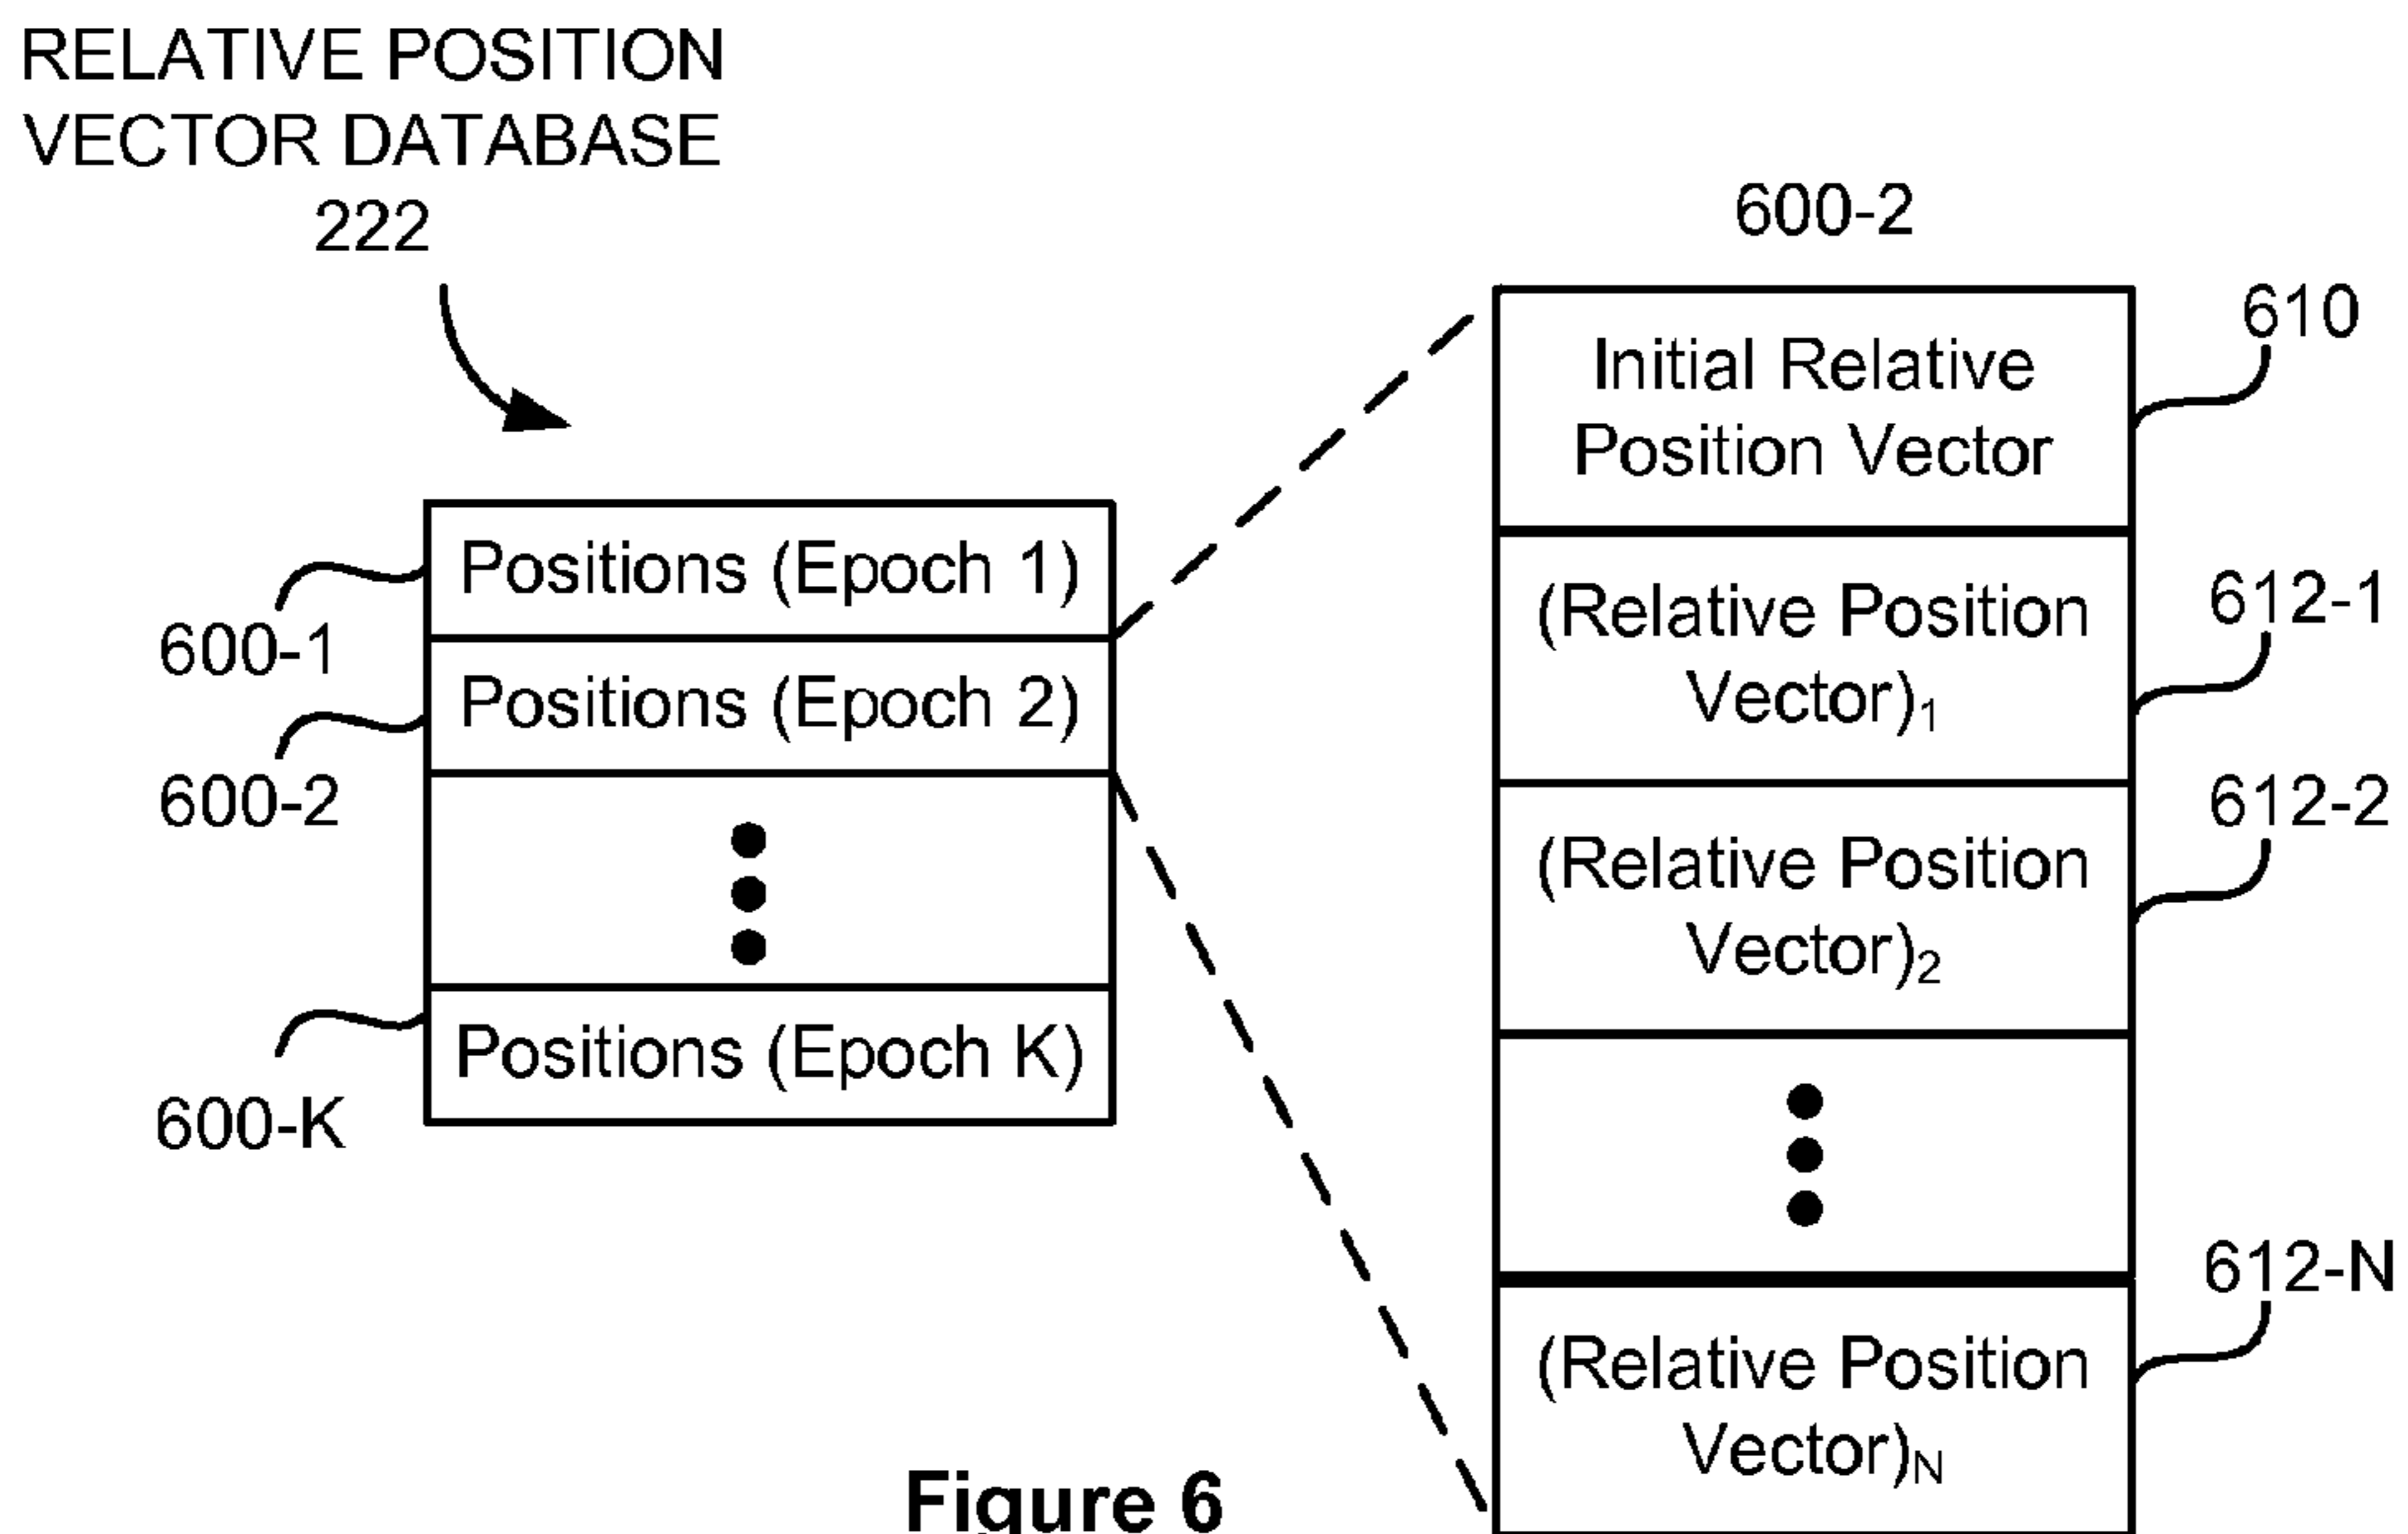 RELATIVE POSITION
VECTOR DATABASE
222
Positions (Epoch 1)
600-1
Positions (Epoch 2)
600-2
Positions (Epoch K)
600-K
600-2
Initial Relative
Position Vector
610
(Relative Position
Vector)₁
612-1
(Relative Position
Vector)₂
612-2
(Relative Position
Vector)N
612-N
Figure 6